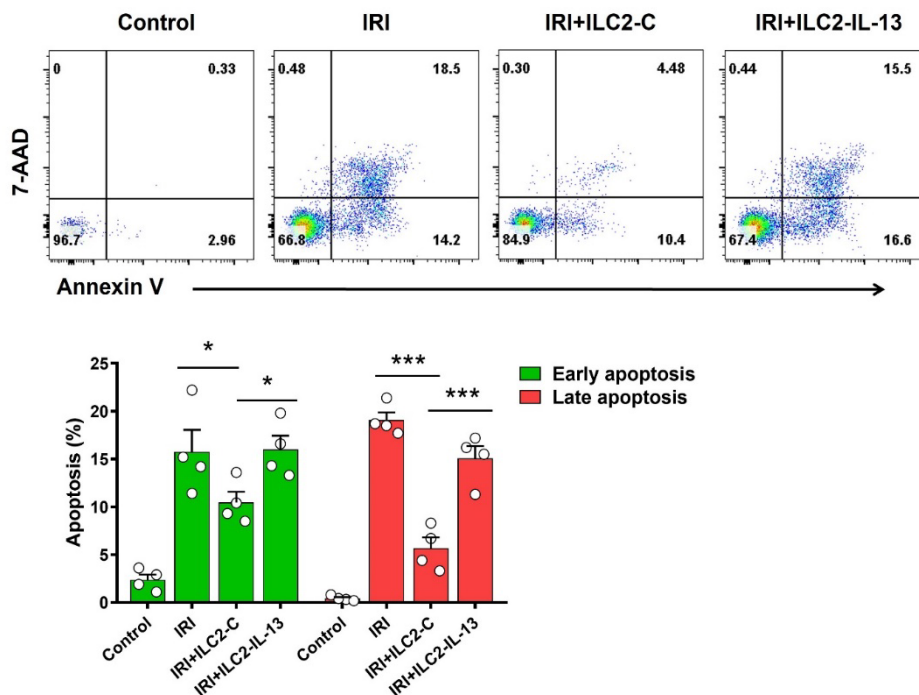 Control IRI IRI+ILC2-C IRI+ILC2-IL-13
0 0.33 0.48 18.5 0.30 4.48 0.44 15.5
7-AAD
96.7 2.96 66.8 14.2 84.9 10.4 67.4 16.6
Annexin V
* * *** ***
Early apoptosis
Late apoptosis
Apoptosis (%)
25
20
15
10
5
0
Control IRI IRI+ILC2-C IRI+ILC2-IL-13 Control IRI IRI+ILC2-C IRI+ILC2-IL-13